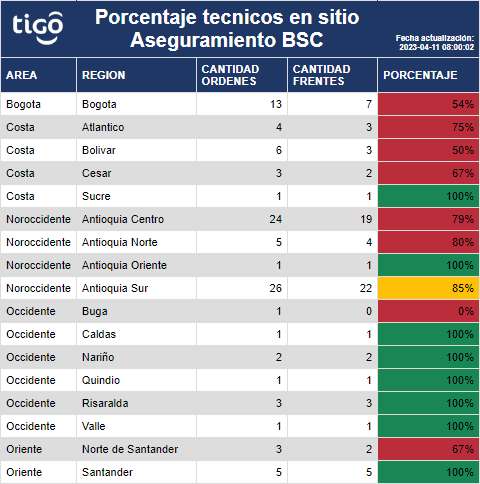 tigo
Porcentaje tecnicos en sitio
Aseguramiento BSC
Fecha actualización:
2023-04-11 08:00:02
AREA REGION CANTIDAD ORDENES CANTIDAD FRENTES PORCENTAJE
Bogota Bogota 13 7 54%
Costa Atlantico 4 3 75%
Costa Bolivar 6 3 50%
Costa Cesar 3 2 67%
Costa Sucre 1 1 100%
Noroccidente Antioquia Centro 24 19 79%
Noroccidente Antioquia Norte 5 4 80%
Noroccidente Antioquia Oriente 1 1 100%
Noroccidente Antioquia Sur 26 22 85%
Occidente Buga 1 0 0%
Occidente Caldas 1 1 100%
Occidente Nariño 2 2 100%
Occidente Quindio 1 1 100%
Occidente Risaralda 3 3 100%
Occidente Valle 1 1 100%
Oriente Norte de Santander 3 2 67%
Oriente Santander 5 5 100%